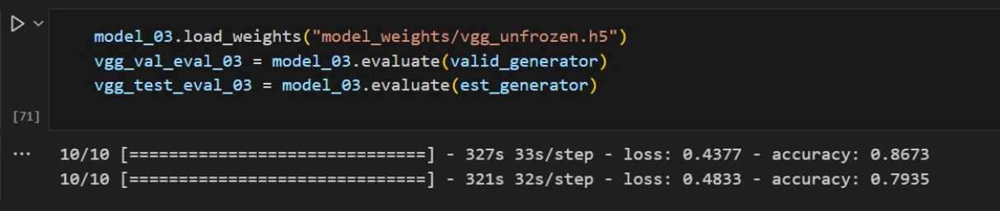 model_03.load_weights("model_weights/vgg_unfrozen.h5")
vgg_val_eval_03 = model_03.evaluate(valid_generator)
vgg_test_eval_03 = model_03.evaluate(est_generator)
[71]
... 10/10 [==============================] - 327s 33s/step - loss: 0.4377 - accuracy: 0.8673
10/10 [==============================] - 321s 32s/step - loss: 0.4833 - accuracy: 0.7935